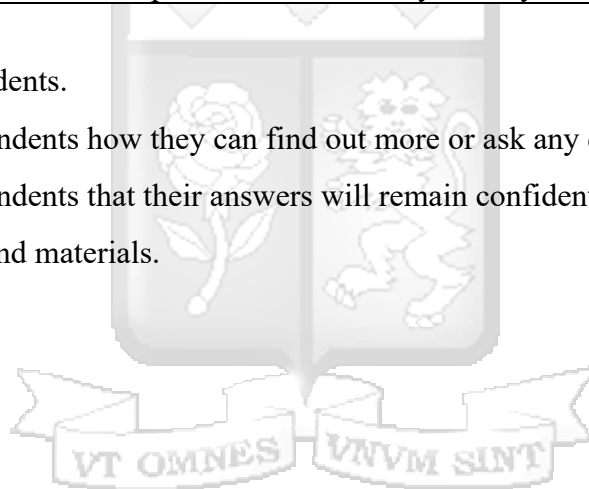 dents.
ndents how they can find out more or ask any
ndents that their answers will remain confident
nd materials.
VT OMNES VNVM SINT